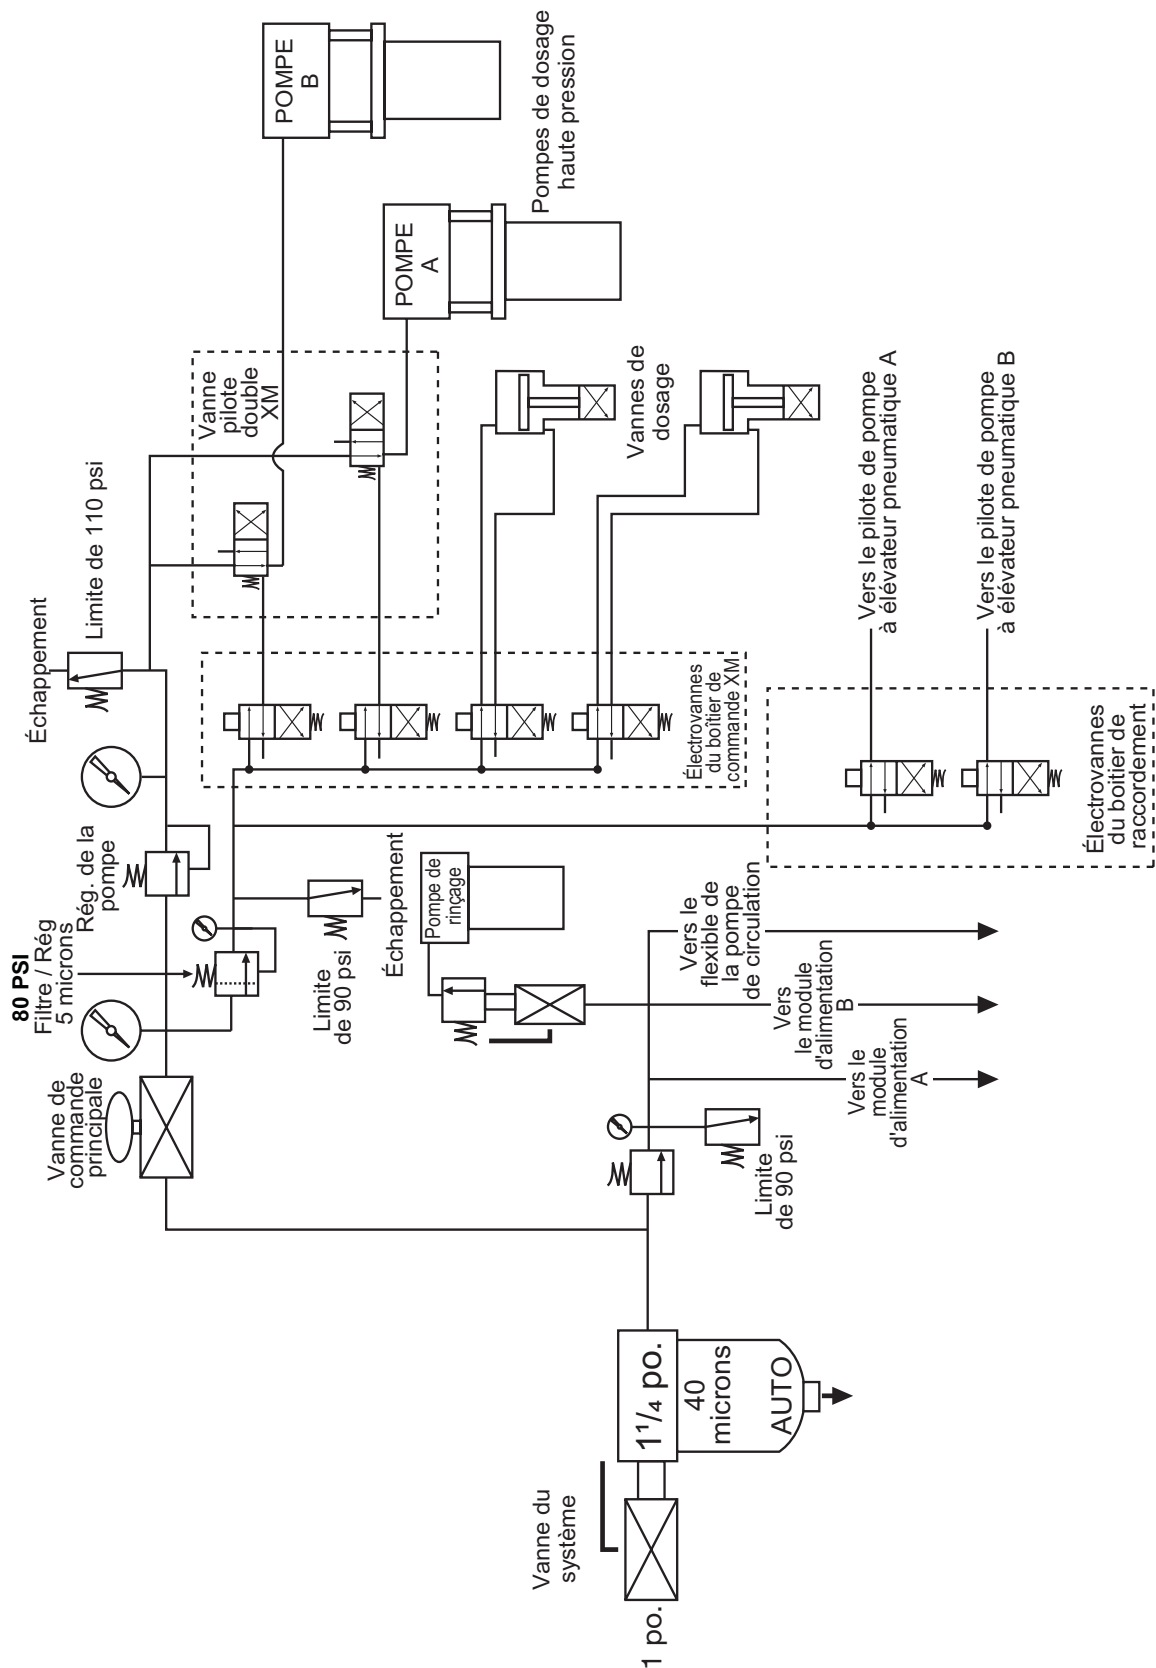 1 po.
Vanne du
système
1¹/₄ po.
40
microns
AUTO
Vanne de
commande
principale
80 PSI
Filtre / Rég
5 microns
Rég. de la
pompe
Échappement
Limite de 110 psi
Limite
de 90 psi
Échappement
Pompe de
rinçage
Limite
de 90 psi
Vers le
module
d'alimentation
A
Vers
le module
d'alimentation
B
Vers le
flexible de
la pompe
de circulation
Électrovannes
du boîtier de
commande XM
Électrovannes
du boitier de
raccordement
Vanne
pilote
double
XM
Vannes de
dosage
Vers le pilote de pompe
à élévateur pneumatique A
Vers le pilote de pompe
à élévateur pneumatique B
POMPE
A
POMPE
B
Pompes de dosage
haute pression